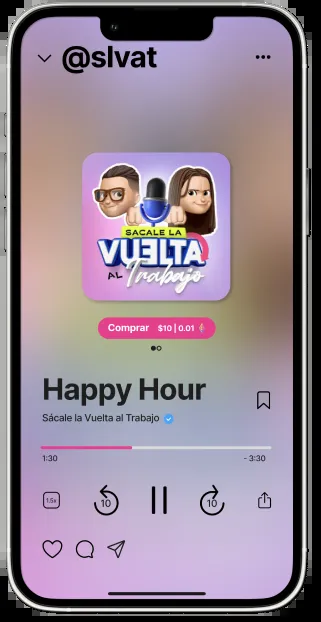 @slvat
SÁCALE LA
VUELTA
AL Trabajo
Comprar $10 | 0.01
Happy Hour
Sácale la Vuelta al Trabajo
1:30
- 3:30
1.5x
10
10